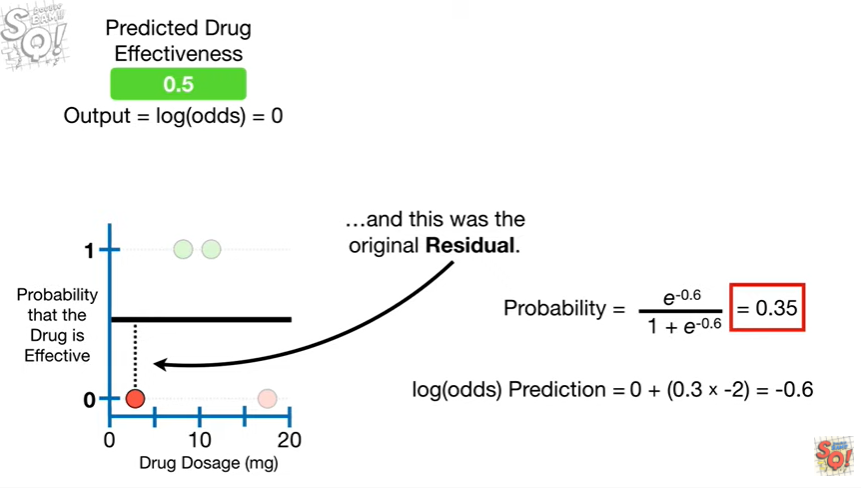 SQ!
Predicted Drug
Effectiveness
0.5
Output = log(odds) = 0
…and this was the
original Residual.
1
Probability
that the
Drug is
Effective
0
0 10 20
Drug Dosage (mg)
Probability = e^-0.6 / 1 + e^-0.6 = 0.35
log(odds) Prediction = 0 + (0.3 x -2) = -0.6
SQ!